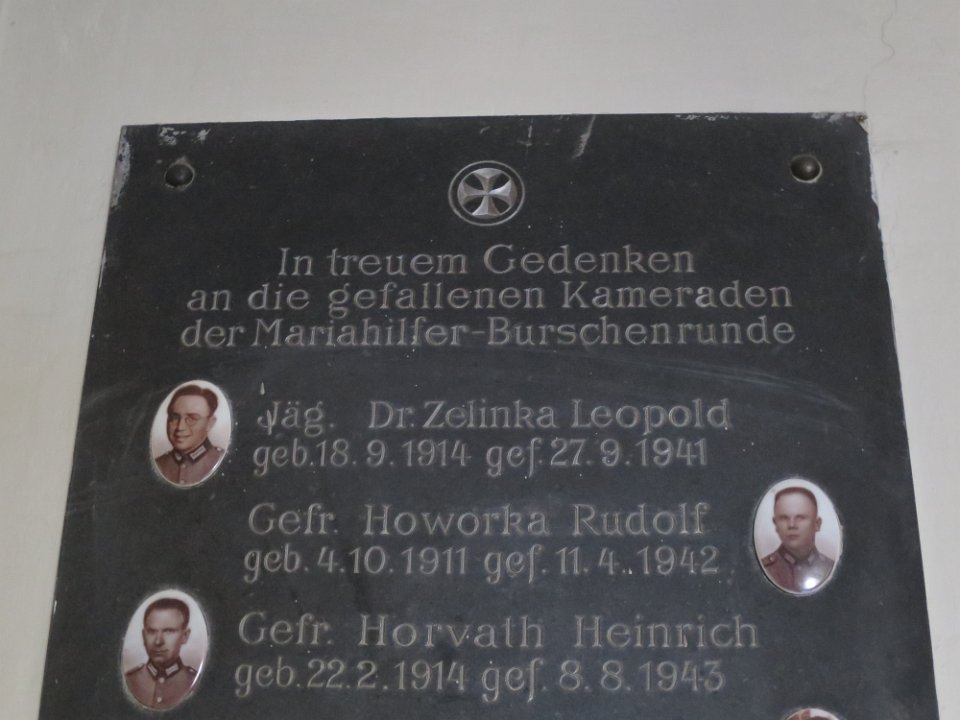 In treuem Gedenken
an die gefallenen Kameraden
der Mariahilfer-Burschenrunde
Jäg. Dr. Zelinka Leopold
geb. 18. 9. 1914 gef. 27. 9. 1941
Gefr. Howorka Rudolf
geb. 4. 10. 1911 gef. 11. 4. 1942
Gefr. Horvath Heinrich
geb. 22. 2. 1914 gef. 8. 8. 1943